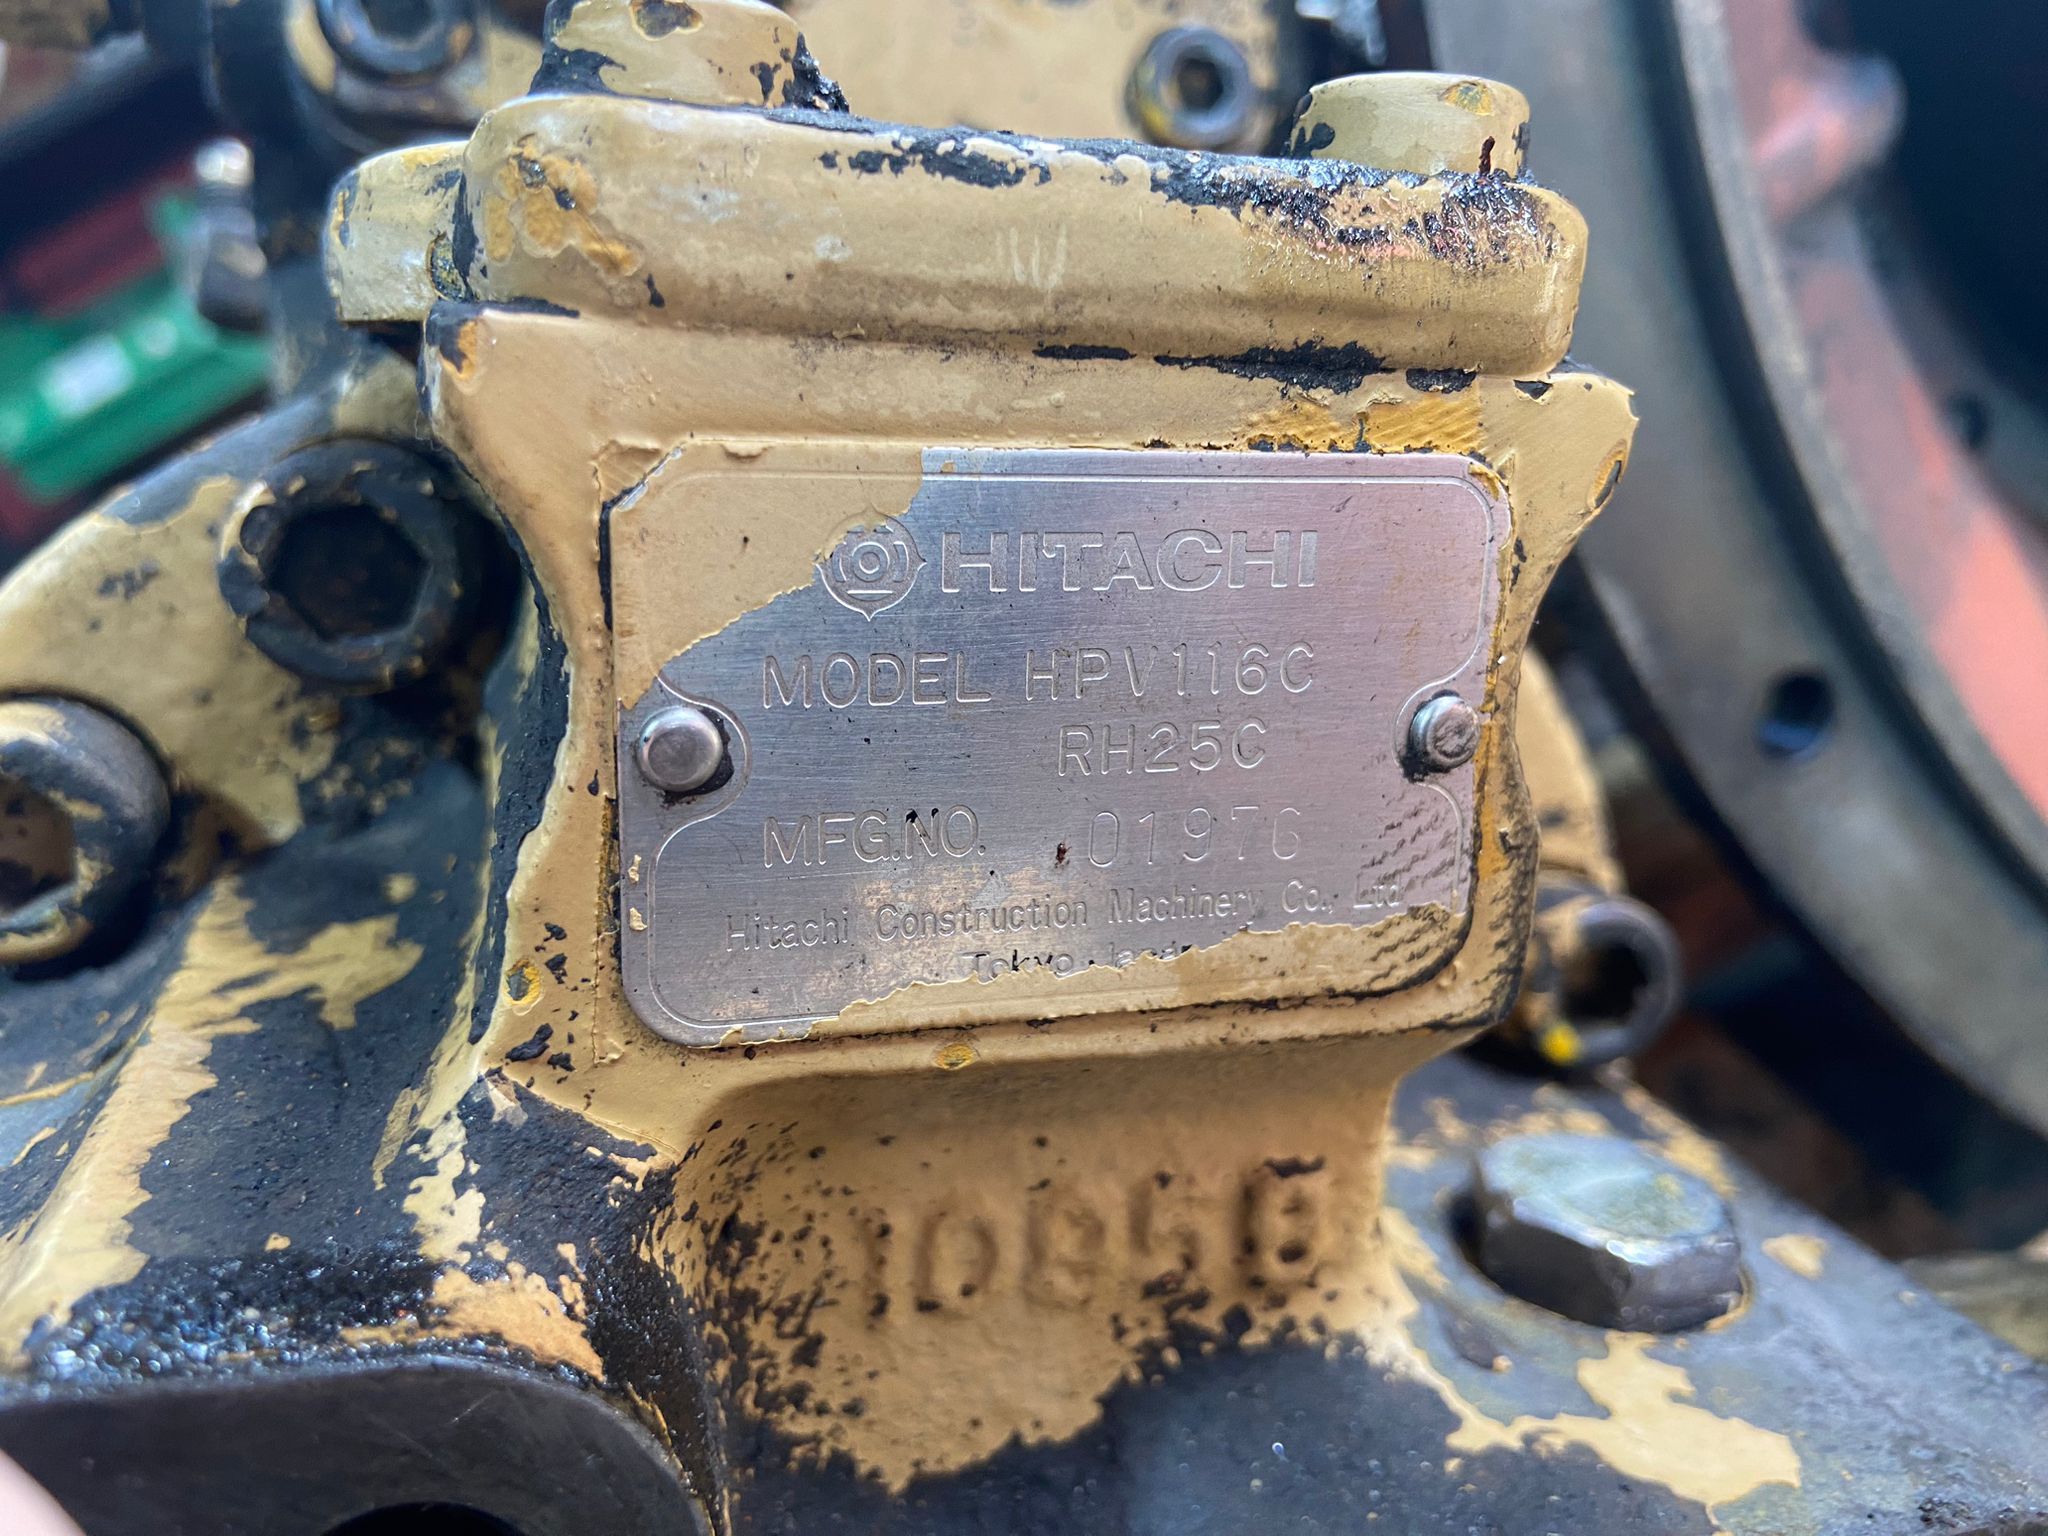 HITACHI
MODEL HPV116C
RH25C
MFG.NO. 01976
Hitachi Construction Machinery Co., Ltd
Tokyo Japan